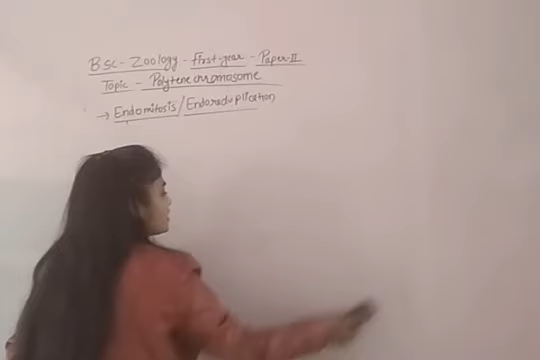 BSc - Zoology - First-year - Paper-II
Topic - Polytene chromosome
→ Endomitosis/Endoreduplication